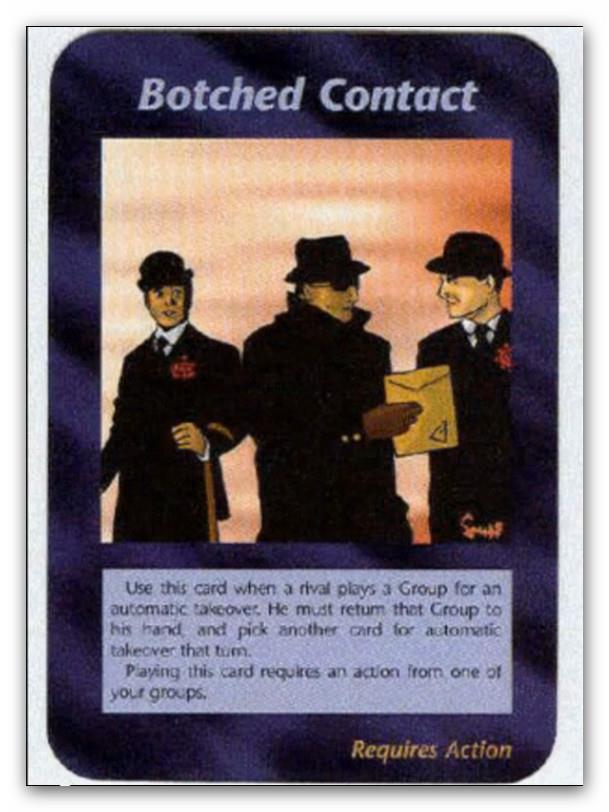 Botched Contact
Use this card when a rival plays a Group for an
automatic takeover. He must return that Group to
his hand, and pick another card for automatic
takeover that turn.
Playing this card requires an action from one of
your groups.
Requires Action